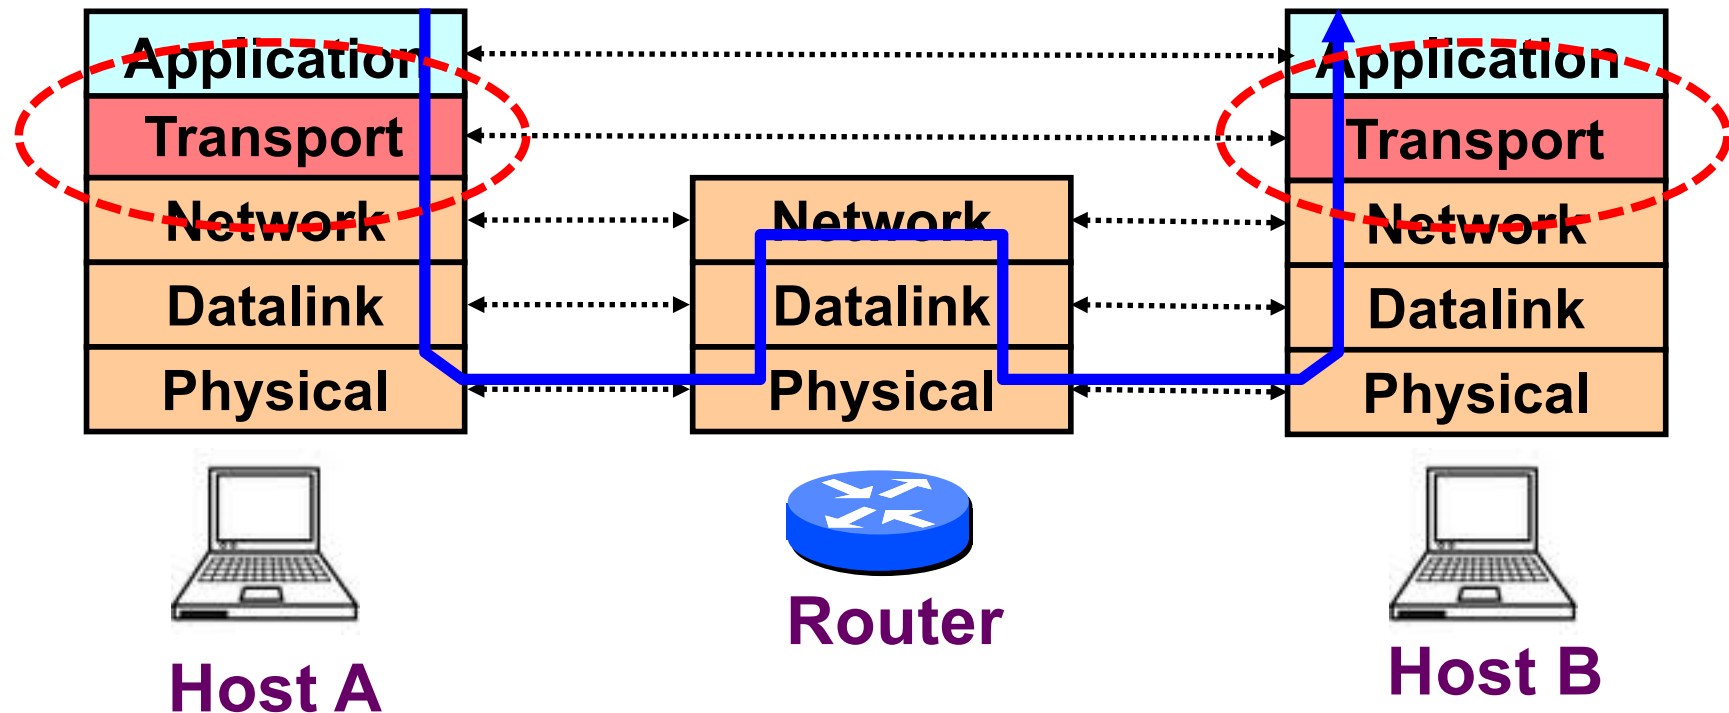 Application
Transport
Network
Datalink
Physical
Host A
Network
Datalink
Physical
Router
Application
Transport
Network
Datalink
Physical
Host B